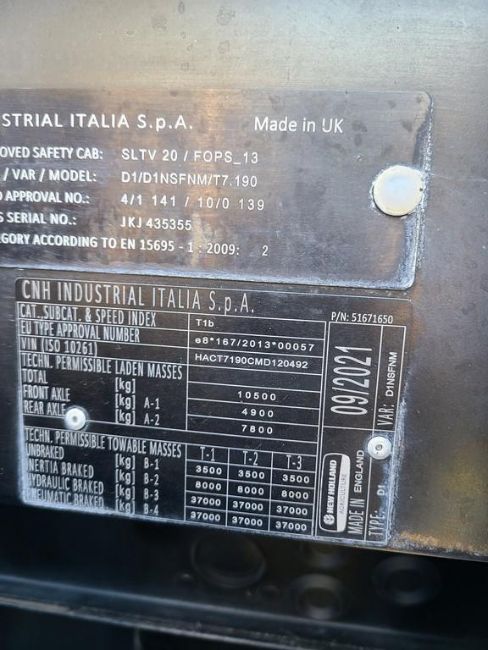 STRIAL ITALIA S.p.A. Made in UK
OVED SAFETY CAB: SLTV 20 / FOPS_13
/ VAR / MODEL: D1/D1NSFNM/T7.190
D APPROVAL NO.: 4/1 141 / 10/0 139
S SERIAL NO.: JKJ 435355
EGORY ACCORDING TO EN 15695 - 1 : 2009: 2
CNH INDUSTRIAL ITALIA S.p.A.
CAT.,SUBCAT. & SPEED INDEX T1b P/N: 51671650
EU TYPE APPROVAL NUMBER e8*167/2013*00057
VIN (ISO 10261) HACT7190CMD120492
TECHN. PERMISSIBLE LADEN MASSES
TOTAL [kg] 10500
FRONT AXLE [kg] A-1 4900
REAR AXLE [kg] A-2 7800
TECHN. PERMISSIBLE TOWABLE MASSES T-1 T-2 T-3
UNBRAKED [kg] B-1 3500 3500 3500
INERTIA BRAKED [kg] B-2 8000 8000 8000
HYDRAULIC BRAKED [kg] B-3 37000 37000 37000
NEUMATIC BRAKED [kg] B-4 37000 37000 37000
09/2021
VAR: D1NSFNM
NEW HOLLAND
AGRICULTURE
MADE IN ENGLAND
TYPE: D1